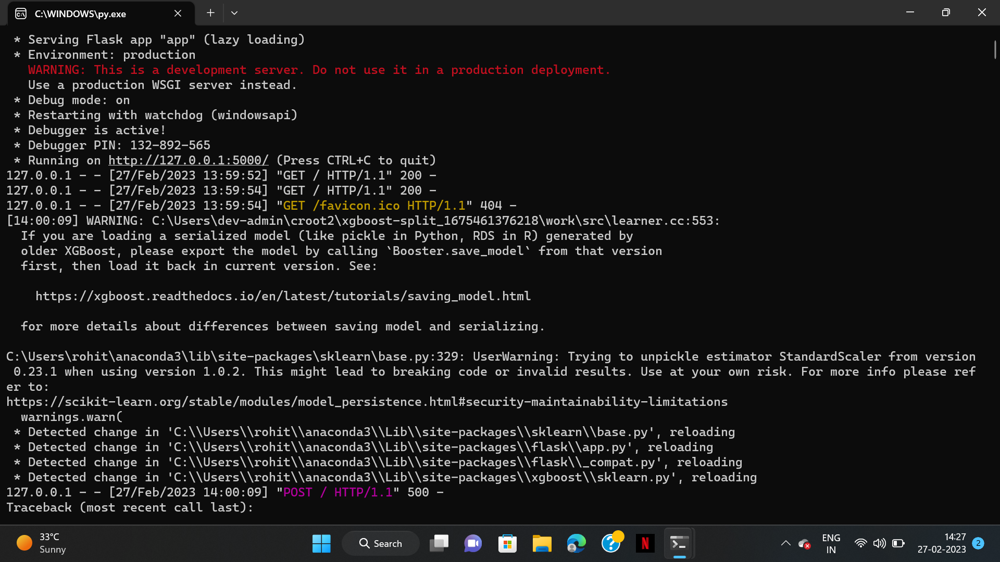 C:\WINDOWS\py.exe
* Serving Flask app "app" (lazy loading)
* Environment: production
WARNING: This is a development server. Do not use it in a production deployment.
Use a production WSGI server instead.
* Debug mode: on
* Restarting with watchdog (windowsapi)
* Debugger is active!
* Debugger PIN: 132-892-565
* Running on http://127.0.0.1:5000/ (Press CTRL+C to quit)
127.0.0.1 - - [27/Feb/2023 13:59:52] "GET / HTTP/1.1" 200 -
127.0.0.1 - - [27/Feb/2023 13:59:54] "GET / HTTP/1.1" 200 -
127.0.0.1 - - [27/Feb/2023 13:59:54] "GET /favicon.ico HTTP/1.1" 404 -
[14:00:09] WARNING: C:\Users\dev-admin\croot2\xgboost-split_1675461376218\work\src\learner.cc:553:
If you are loading a serialized model (like pickle in Python, RDS in R) generated by
older XGBoost, please export the model by calling `Booster.save_model` from that version
first, then load it back in current version. See:
https://xgboost.readthedocs.io/en/latest/tutorials/saving_model.html
for more details about differences between saving model and serializing.
C:\Users\rohit\anaconda3\lib\site-packages\sklearn\base.py:329: UserWarning: Trying to unpickle estimator StandardScaler from version
0.23.1 when using version 1.0.2. This might lead to breaking code or invalid results. Use at your own risk. For more info please ref
er to:
https://scikit-learn.org/stable/modules/model_persistence.html#security-maintainability-limitations
warnings.warn(
* Detected change in 'C:\\Users\\rohit\\anaconda3\\Lib\\site-packages\\sklearn\\base.py', reloading
* Detected change in 'C:\\Users\\rohit\\anaconda3\\Lib\\site-packages\\flask\\app.py', reloading
* Detected change in 'C:\\Users\\rohit\\anaconda3\\Lib\\site-packages\\flask\\_compat.py', reloading
* Detected change in 'C:\\Users\\rohit\\anaconda3\\Lib\\site-packages\\xgboost\\sklearn.py', reloading
127.0.0.1 - - [27/Feb/2023 14:00:09] "POST / HTTP/1.1" 500 -
Traceback (most recent call last):
33°C
Sunny
Search
ENG
IN
14:27
27-02-2023
2